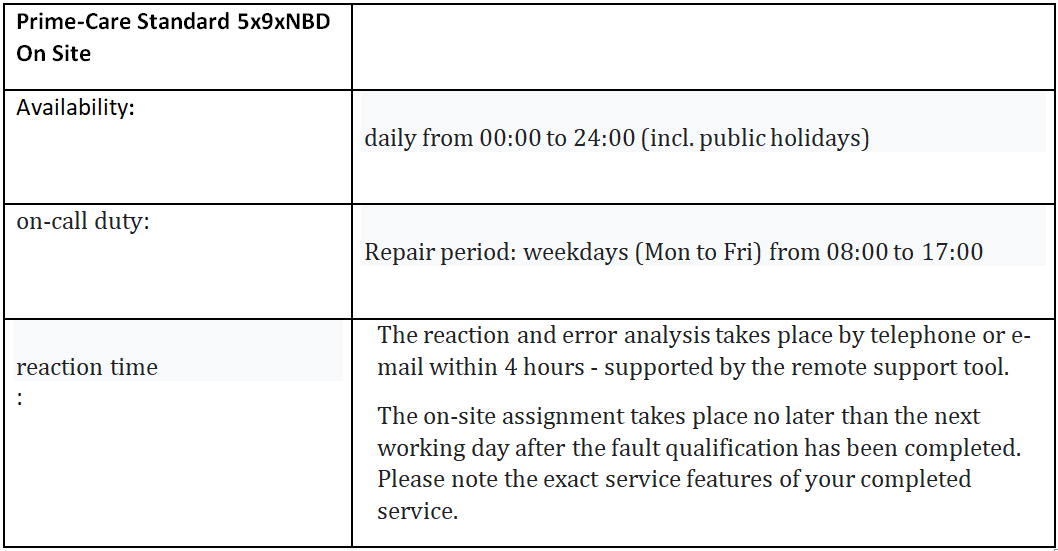 Prime-Care Standard 5x9xNBD
On Site
Availability:
daily from 00:00 to 24:00 (incl. public holidays)
on-call duty:
Repair period: weekdays (Mon to Fri) from 08:00 to 17:00
reaction time
:
The reaction and error analysis takes place by telephone or e-
mail within 4 hours - supported by the remote support tool.
The on-site assignment takes place no later than the next
working day after the fault qualification has been completed.
Please note the exact service features of your completed
service.